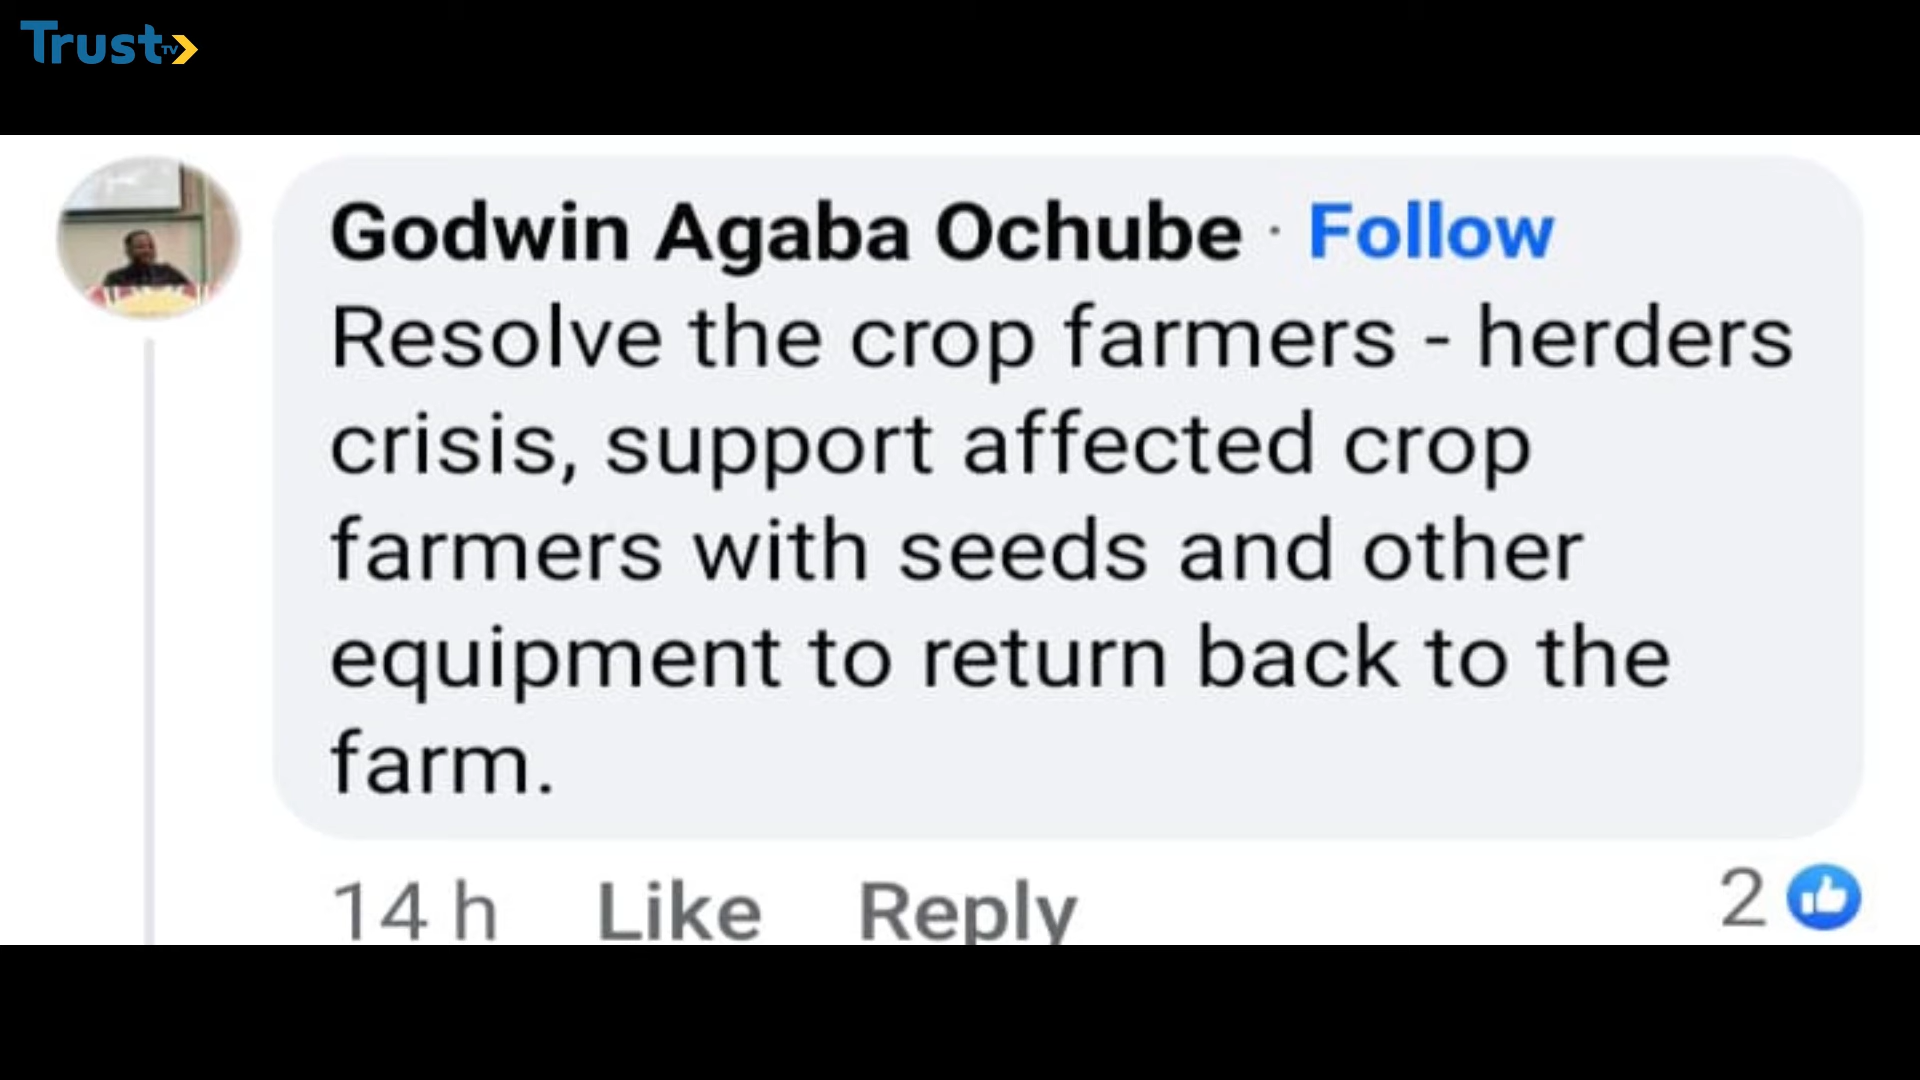 Trust TV
Godwin Agaba Ochube · Follow
Resolve the crop farmers - herders
crisis, support affected crop
farmers with seeds and other
equipment to return back to the
farm.
14 h Like Reply 2